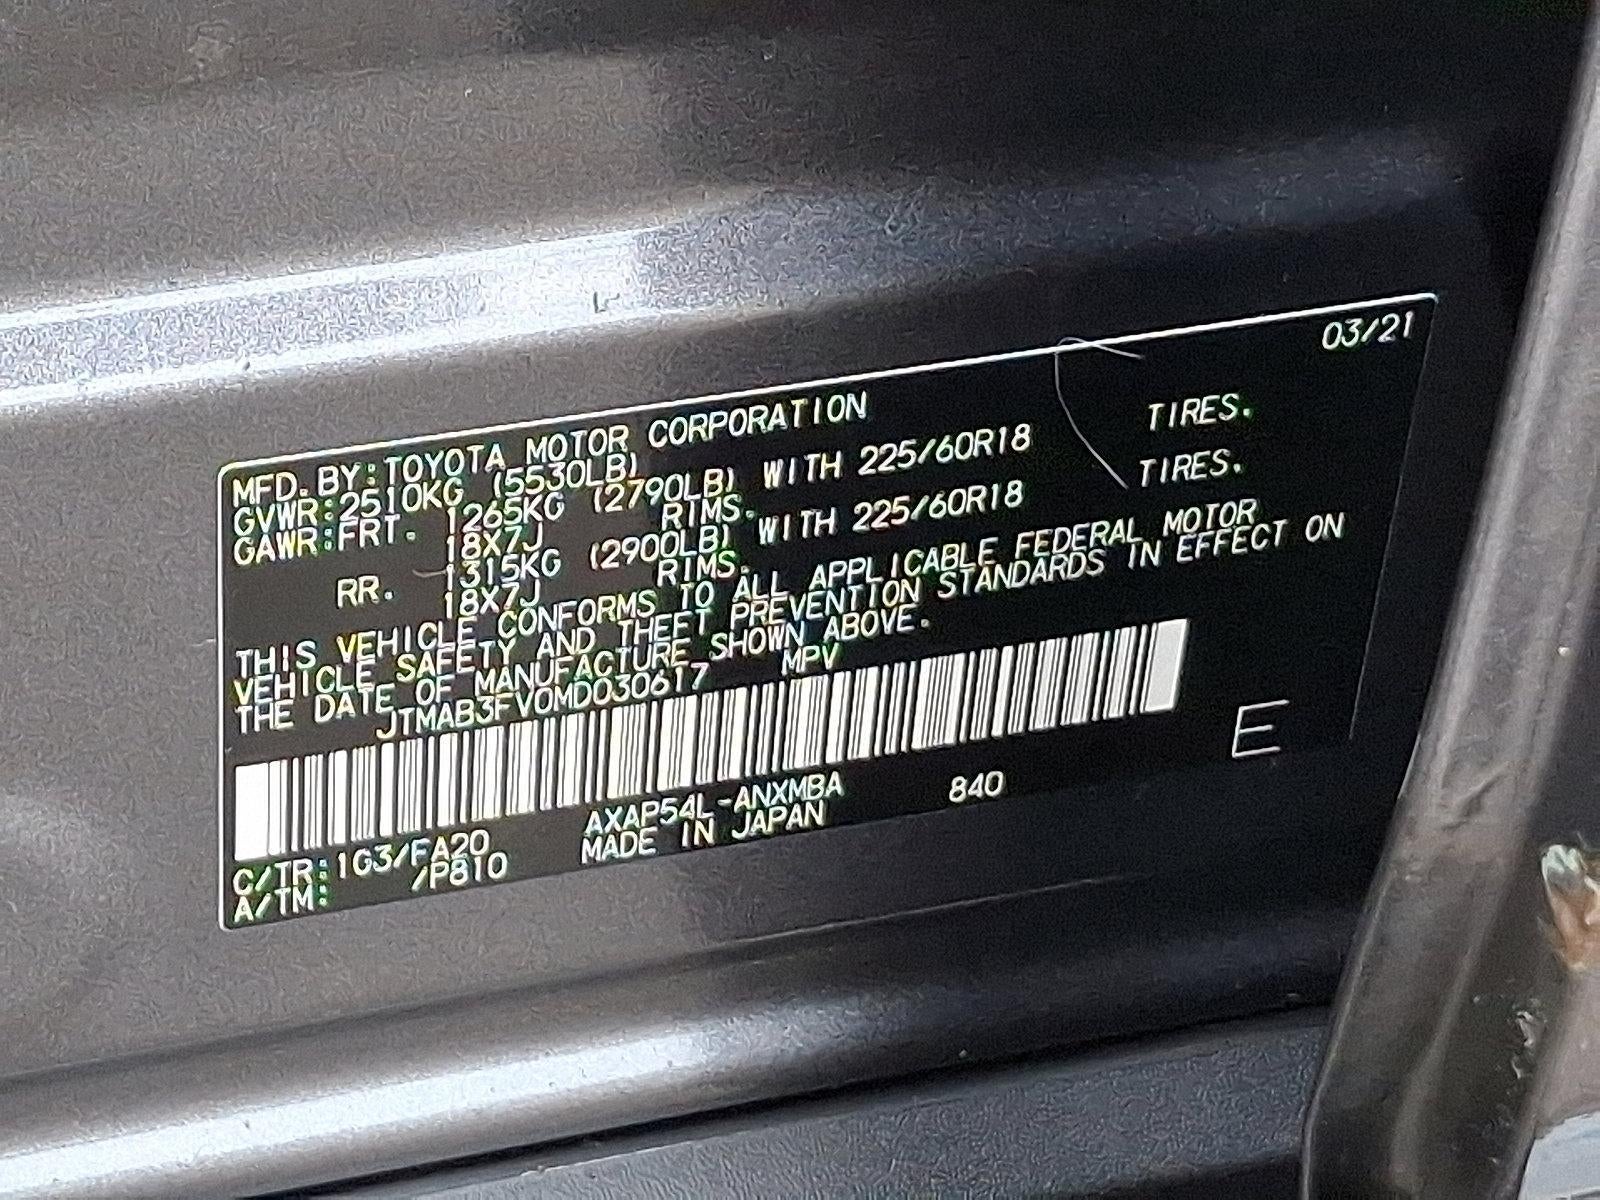 03/21
MFD. BY:TOYOTA MOTOR CORPORATION
GVWR:2510KG (5530LB)
GAWR:FRT. 1265KG (2790LB) WITH 225/60R18 TIRES.
18X7J RIMS.
RR. 1315KG (2900LB) WITH 225/60R18 TIRES.
18X7J RIMS.
THIS VEHICLE CONFORMS TO ALL APPLICABLE FEDERAL MOTOR
VEHICLE SAFETY AND THEFT PREVENTION STANDARDS IN EFFECT ON
THE DATE OF MANUFACTURE SHOWN ABOVE.
JTMAB3FV0MD030617 MPV
E
C/TR:1G3/FA20 AXAP54L-ANXMBA 840
A/TM: /P810 MADE IN JAPAN